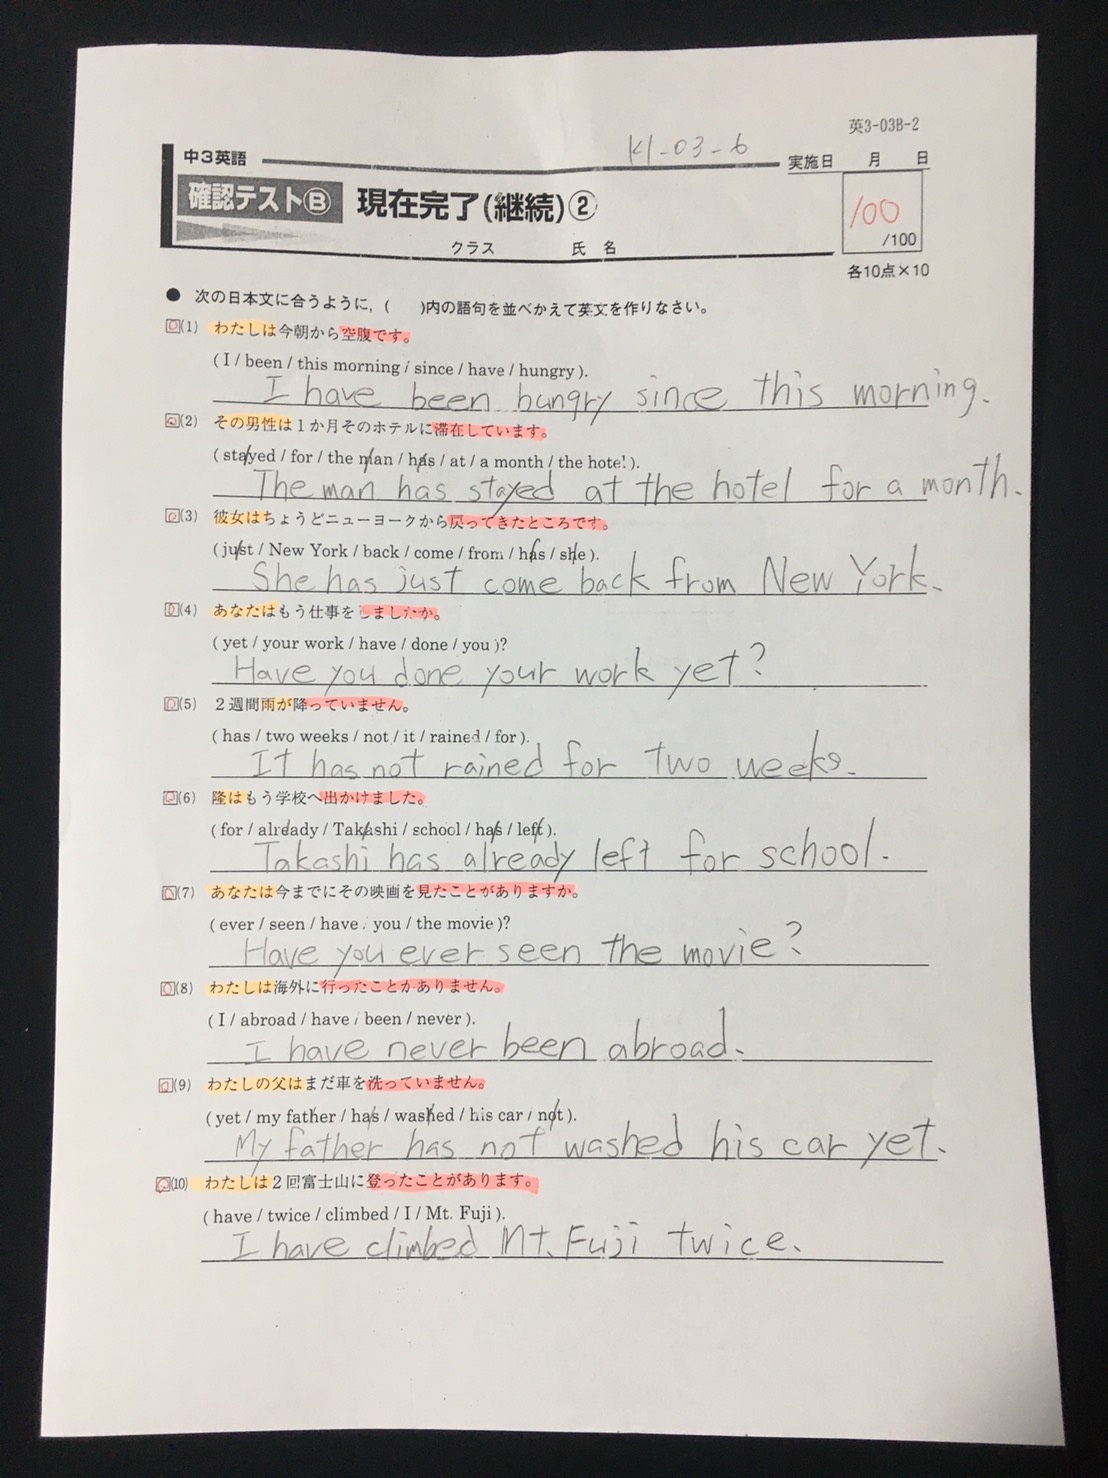 英3-03B-2
K1-03-6
中3英語
実施日 月 日
確認テストⒷ 現在完了(継続)②
100
/100
クラス 氏 名
各10点×10
● 次の日本文に合うように，( )内の語句を並べかえて英文を作りなさい。
(1) わたしは今朝から空腹です。
( I / been / this morning / since / have / hungry ).
I have been hungry since this morning.
(2) その男性は１か月そのホテルに滞在しています。
( stayed / for / the man / has / at / a month / the hotel ).
The man has stayed at the hotel for a month.
(3) 彼女はちょうどニューヨークから戻ってきたところです。
( just / New York / back / come / from / has / she ).
She has just come back from New York.
(4) あなたはもう仕事をしましたか。
( yet / your work / have / done / you )?
Have you done your work yet?
(5) ２週間雨が降っていません。
( has / two weeks / not / it / rained / for ).
It has not rained for two weeks.
(6) 隆はもう学校へ出かけました。
( for / already / Takashi / school / has / left ).
Takashi has already left for school.
(7) あなたは今までにその映画を見たことがありますか。
( ever / seen / have / you / the movie )?
Have you ever seen the movie?
(8) わたしは海外に行ったことがありません。
( I / abroad / have / been / never ).
I have never been abroad.
(9) わたしの父はまだ車を洗っていません。
( yet / my father / has / washed / his car / not ).
My father has not washed his car yet.
(10) わたしは２回富士山に登ったことがあります。
( have / twice / climbed / I / Mt. Fuji ).
I have climbed Mt. Fuji twice.